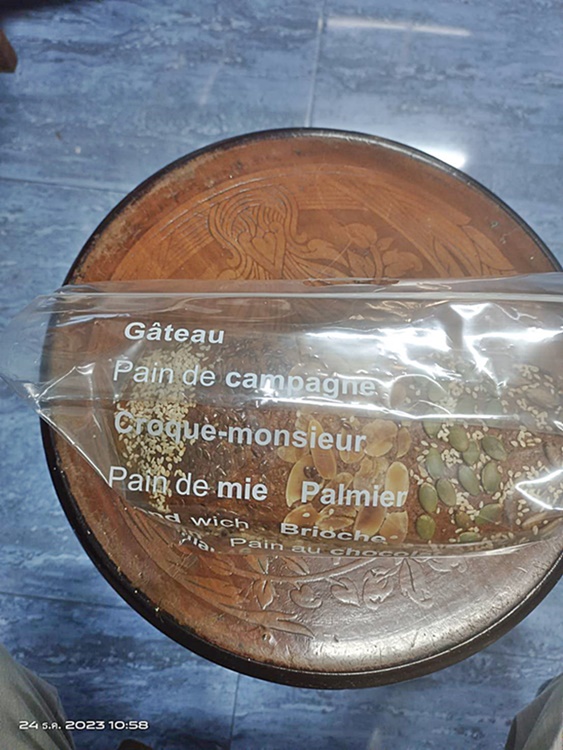 Gâteau
Pain de campagne
Croque-monsieur
Pain de mie Palmier
wich Brioche
Pain au chocolat
24 ธ.ค. 2023 10:58